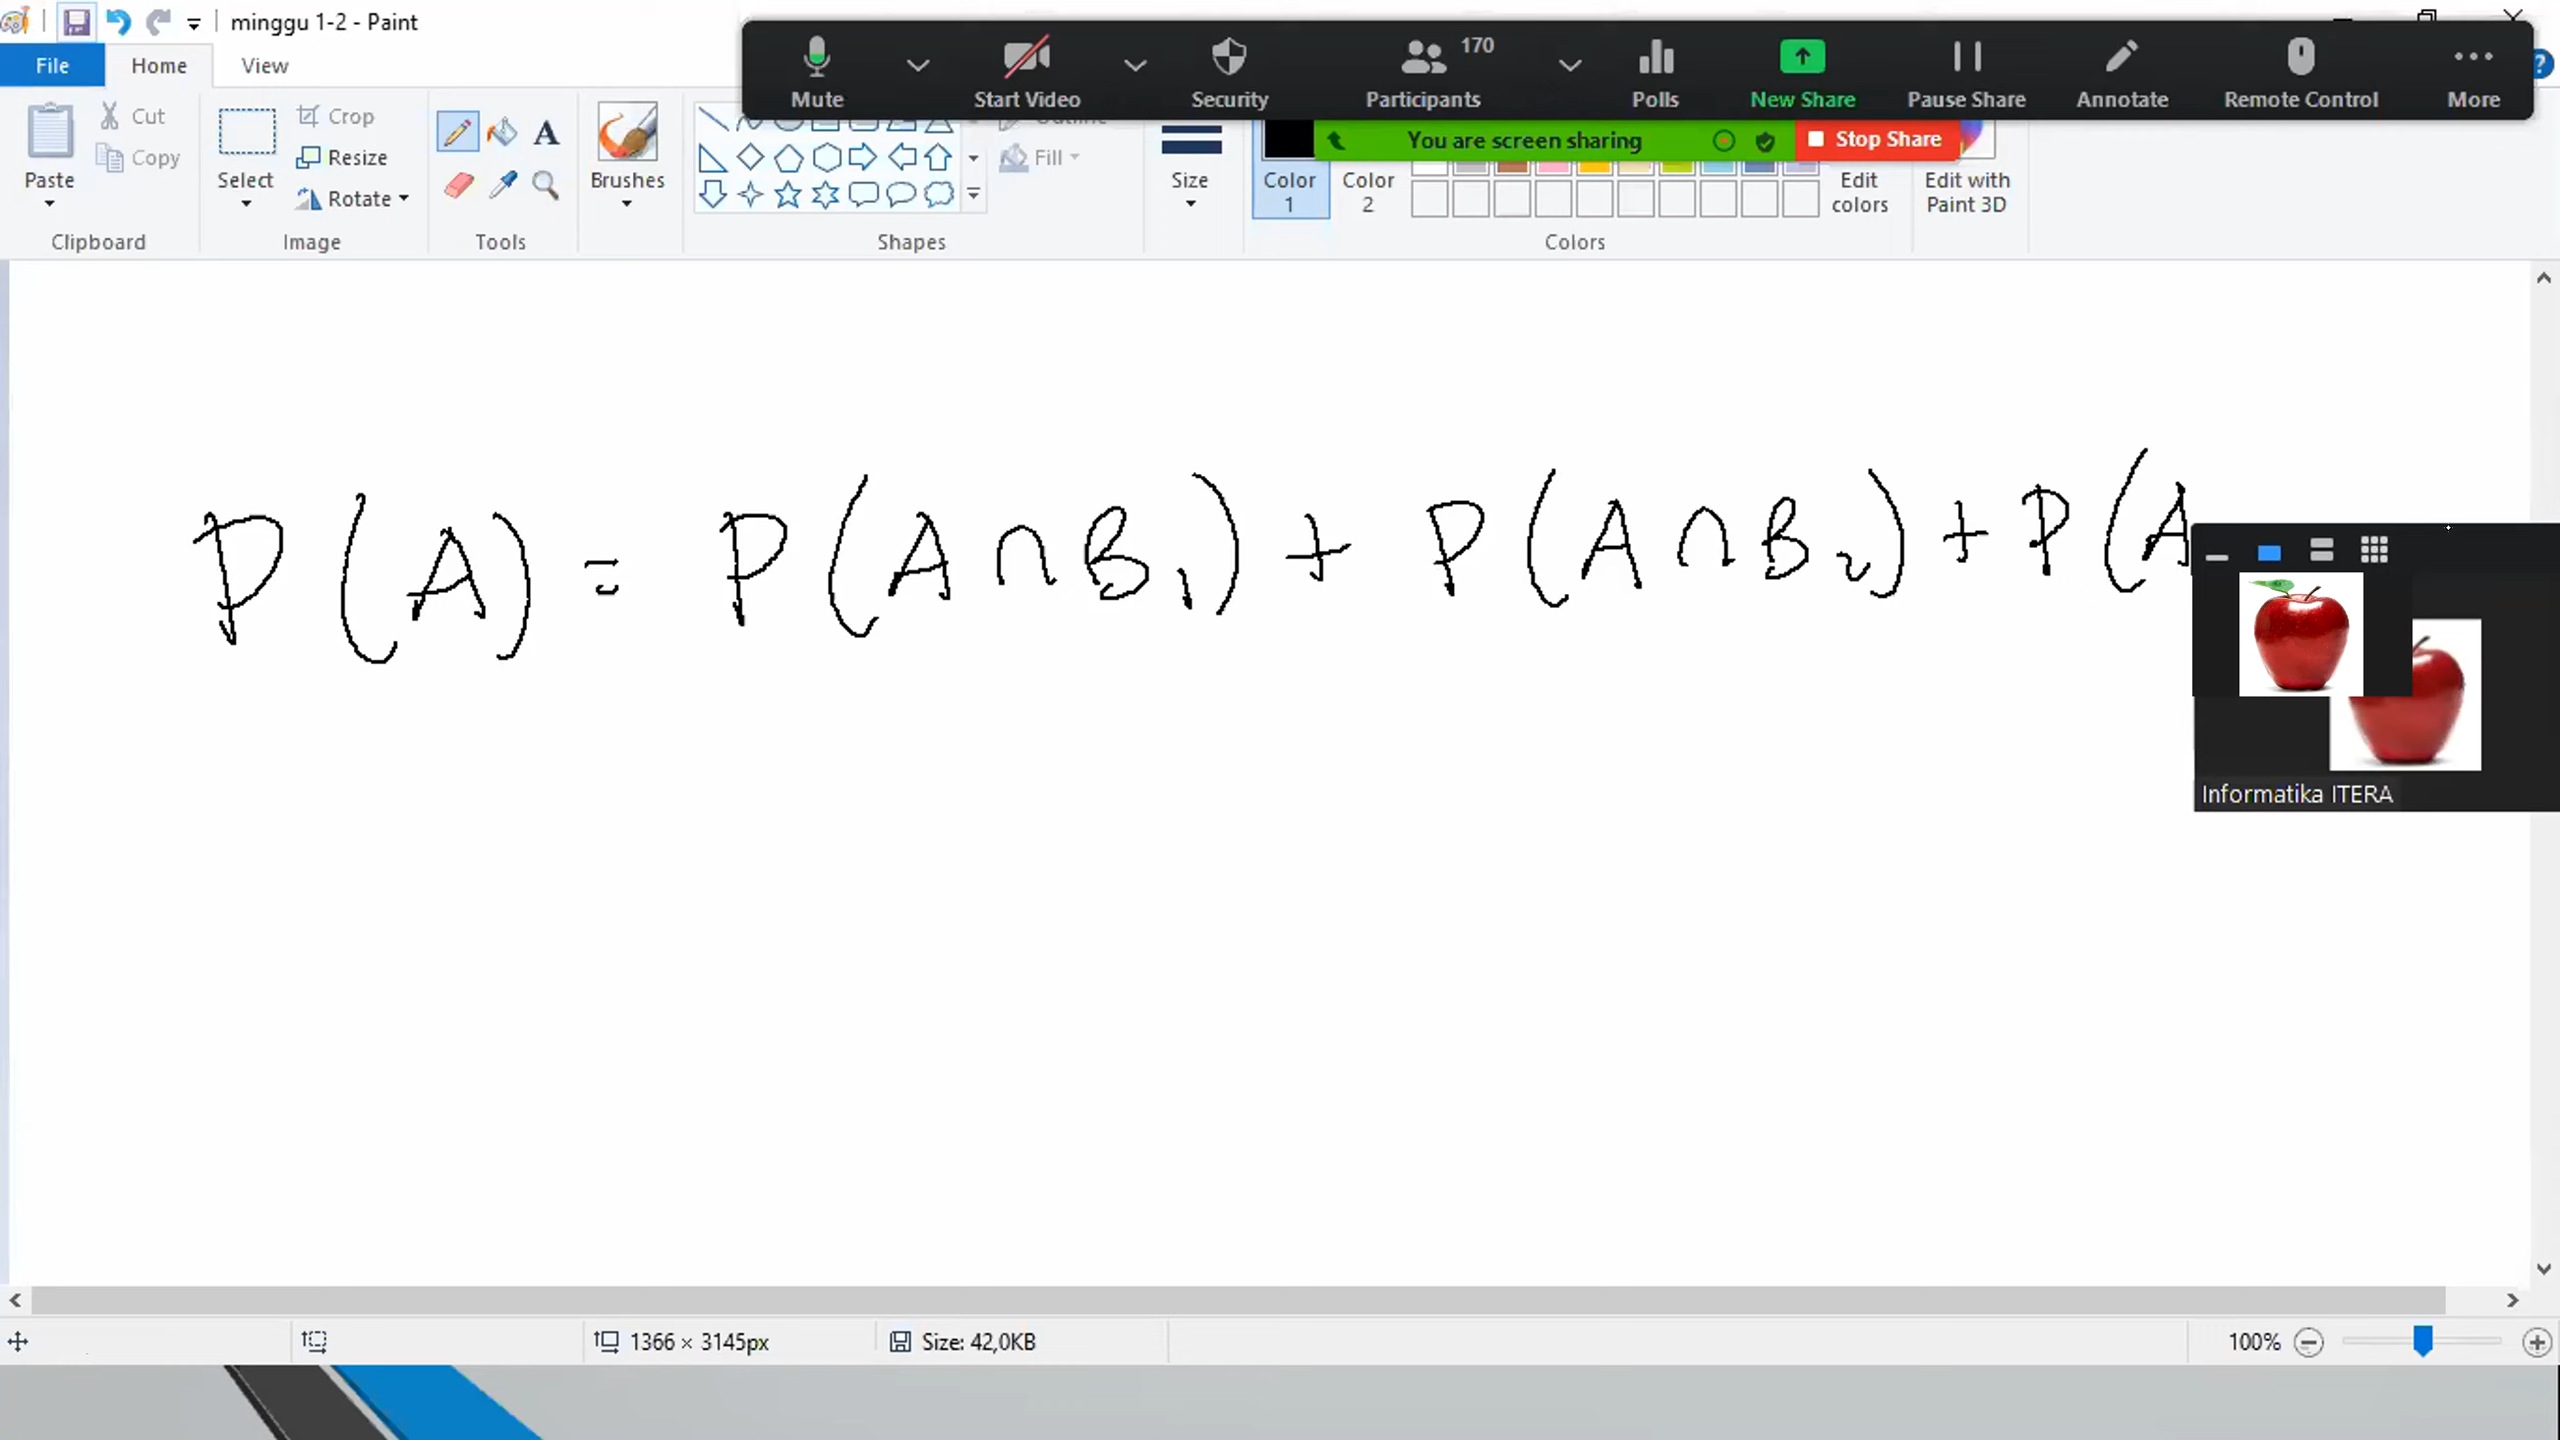 minggu 1-2 - Paint
Mute Start Video Security Participants 170 Polls New Share Pause Share Annotate Remote Control More
File Home View
You are screen sharing Stop Share
Paste Cut Copy Select Crop Resize Rotate Brushes Outline Fill Size Color 1 Color 2 Edit colors Edit with Paint 3D
Clipboard Image Tools Shapes Colors
P(A) = P(A∩B₁) + P(A∩B₂) + P(A
Informatika ITERA
1366 × 3145px Size: 42,0KB 100%